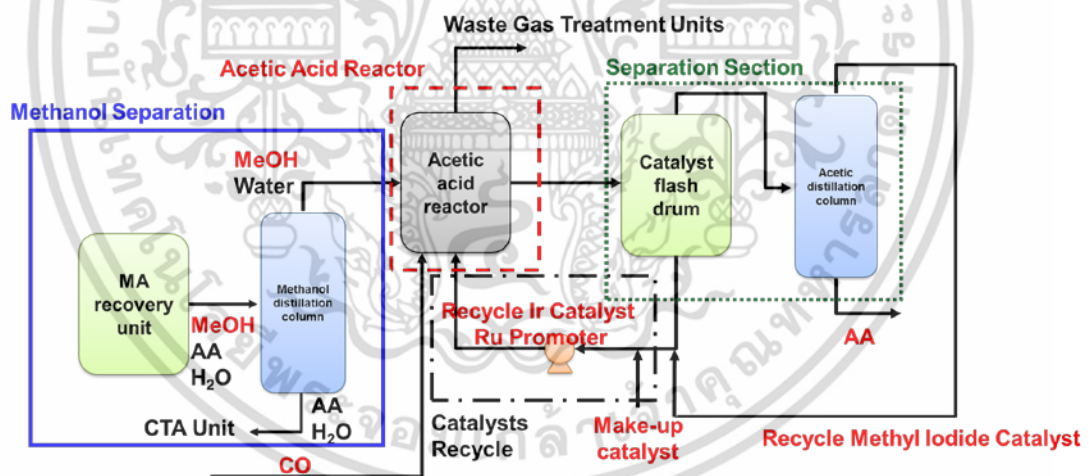 Waste Gas Treatment Units
Acetic Acid Reactor
Separation Section
Methanol Separation
MeOH
Water
Acetic
acid
reactor
Catalyst
flash
drum
Acetic
distillation
column
MA
recovery
unit
Methanol
distillation
column
MeOH
AA
H₂O
Recycle Ir Catalyst
Ru Promoter
AA
AA
H₂O
CTA Unit
Catalysts
Recycle
Make-up
catalyst
Recycle Methyl Iodide Catalyst
CO